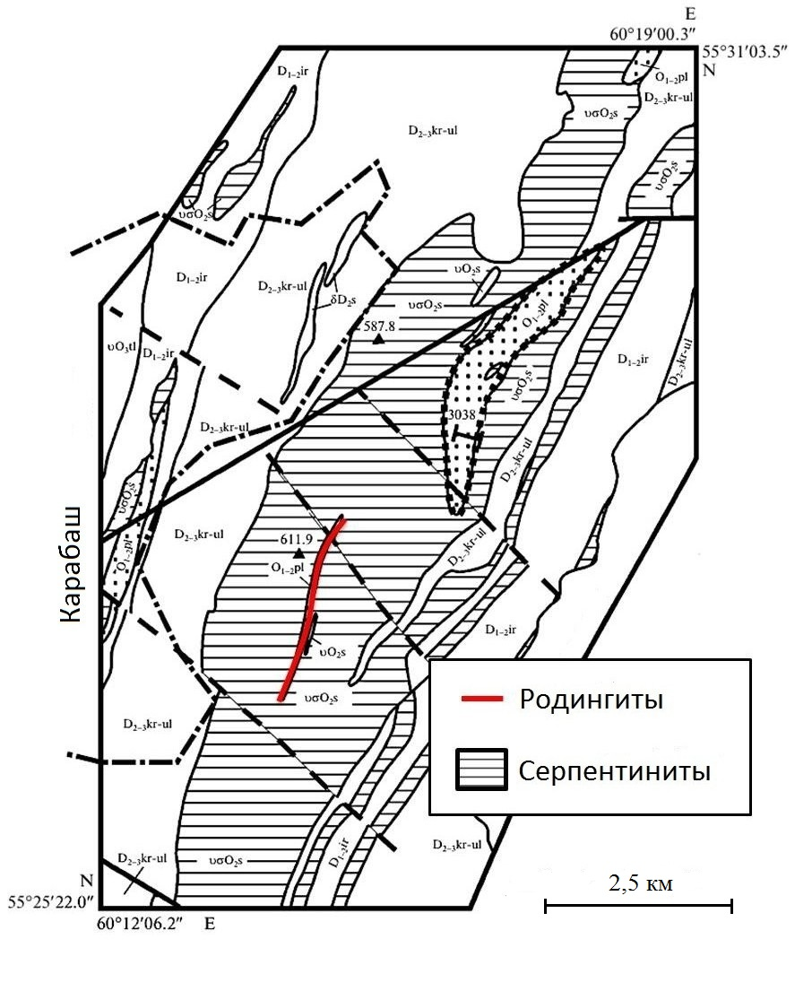 E
60°19′00.3″
55°31′03.5″
N
D₁₋₂ir
O₁₋₂pl
D₂₋₃kr-ul
υσO₂s
D₂₋₃kr-ul
υσO₂s
υσO₂s
D₁₋₂ir
D₂₋₃kr-ul
υO₂s
δD₂s
υσO₂s
O₁₋₂pl
587.8
υO₃tl
D₁₋₂ir
D₁₋₂ir
D₂₋₃kr-ul
υσO₂s
3038
D₂₋₃kr-ul
D₂₋₃kr-ul
υσO₂s
Карабаш
D₂₋₃kr-ul
611.9
O₁₋₂pl
O₁₋₂pl
D₂₋₃kr-ul
D₁₋₂ir
υO₂s
υσO₂s
D₂₋₃kr-ul
Родингиты
Серпентиниты
D₂₋₃kr-ul
υσO₂s
D₁₋₂ir
D₂₋₃kr-ul
N
55°25′22.0″
60°12′06.2″ E
2,5 км